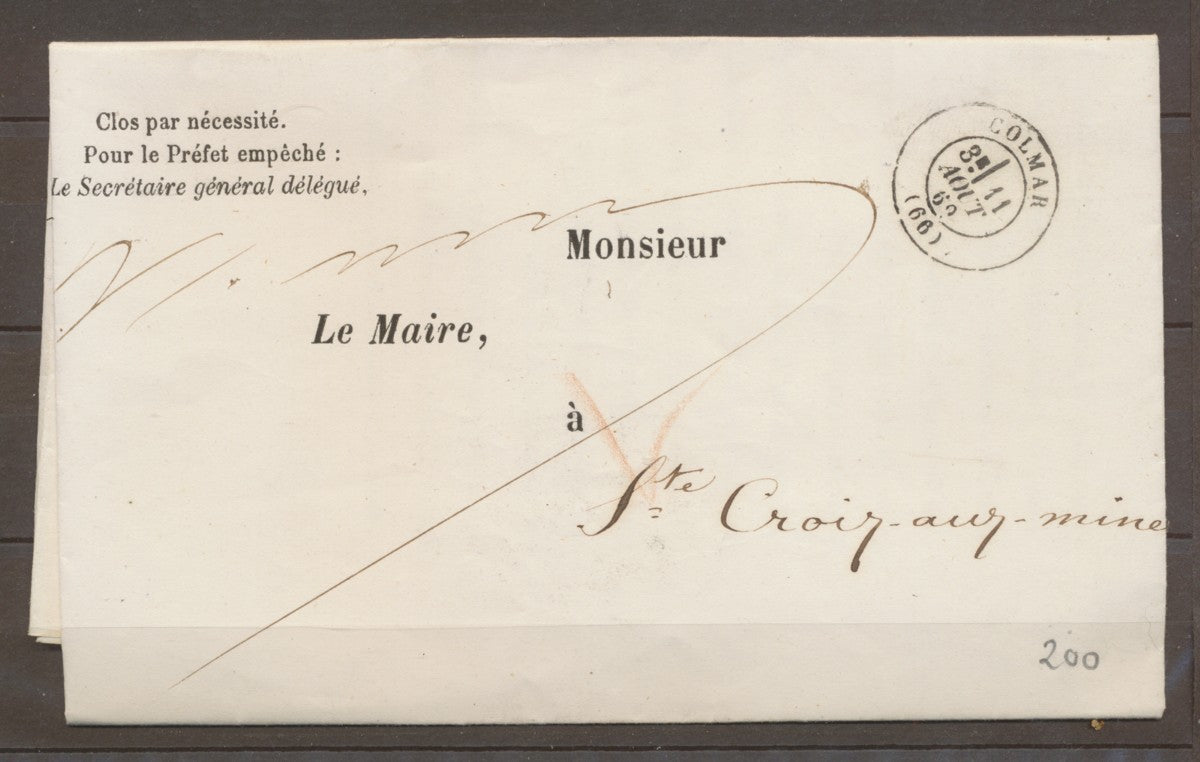 Clos par nécessité.
Pour le Préfet empêché :
Le Secrétaire général délégué,
COLMAR
3E
11
AOUT
(66)
Monsieur
Le Maire,
à
Ste Croix-aux-mine
200